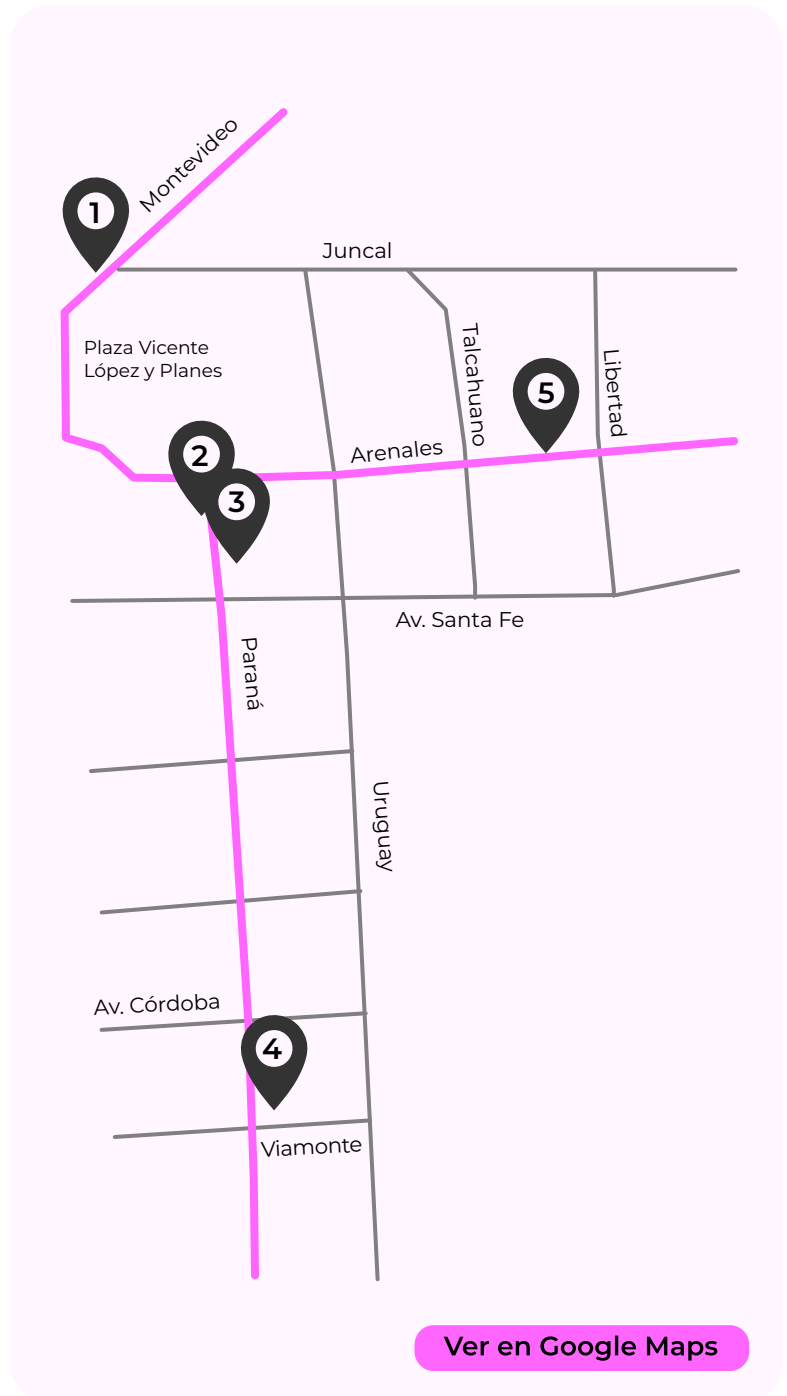 Montevideo
1
Juncal
Plaza Vicente
López y Planes
Talcahuano
Libertad
5
2
Arenales
3
Av. Santa Fe
Paraná
Uruguay
Av. Córdoba
4
Viamonte
Ver en Google Maps